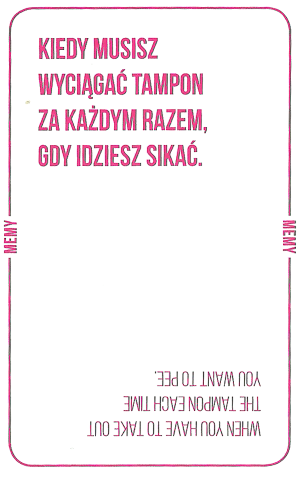 KIEDY MUSISZ
WYCIĄGAĆ TAMPON
ZA KAŻDYM RAZEM,
GDY IDZIESZ SIKAĆ.
MEMY
MEMY
WHEN YOU HAVE TO TAKE OUT
THE TAMPON EACH TIME
YOU WANT TO PEE.